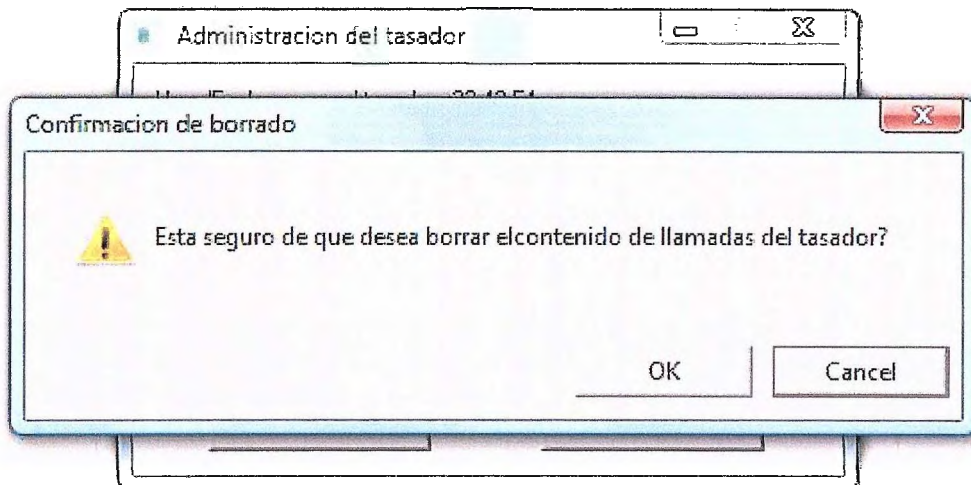 Administracion del tasador
Confirmacion de borrado
Esta seguro de que desea borrar elcontenido de llamadas del tasador?
OK
Cancel